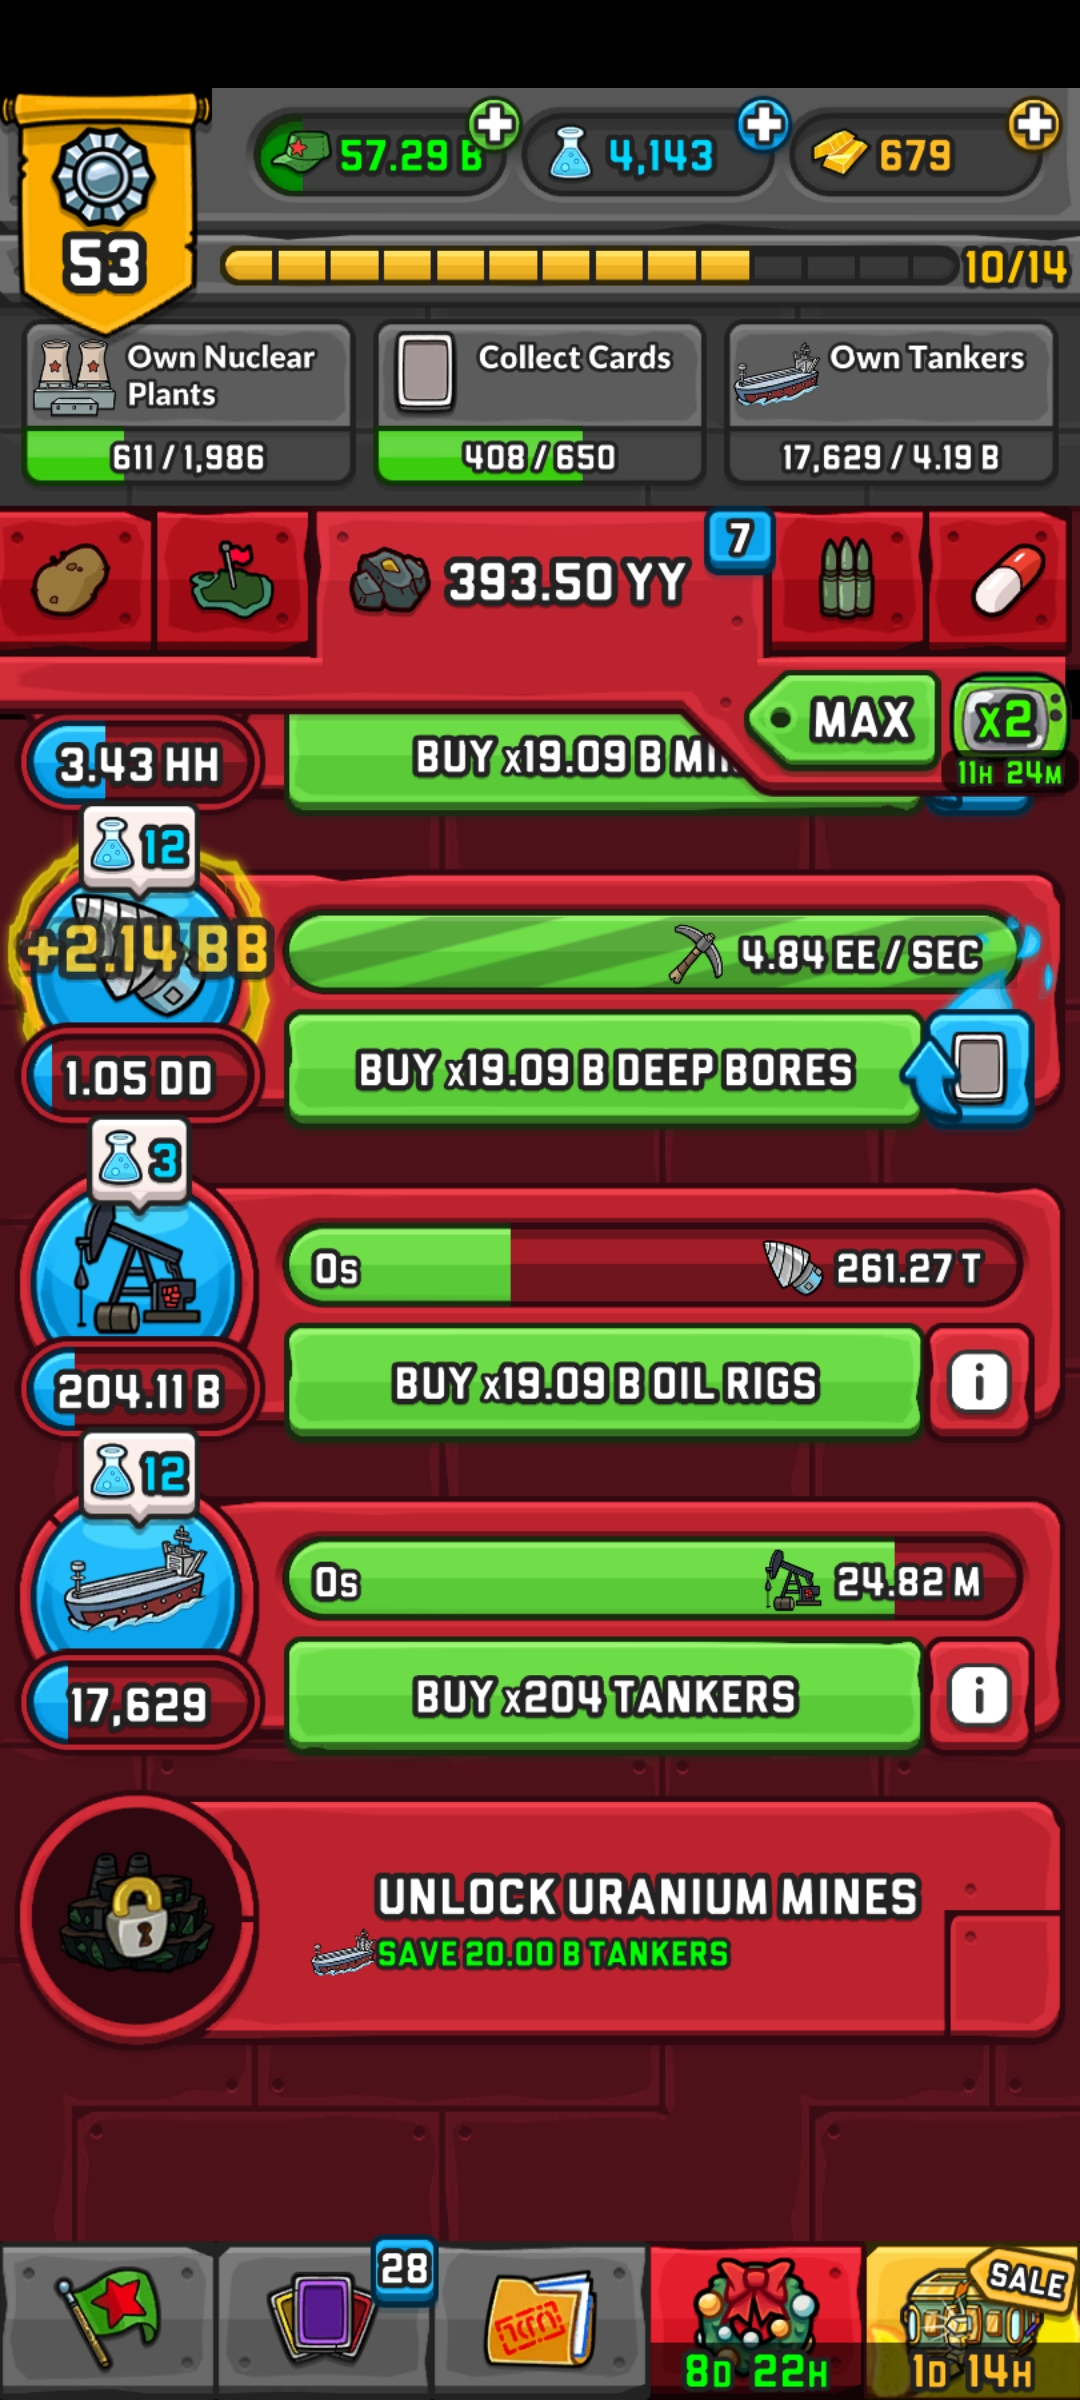 57.29 B
4,143
679
53
10/14
Own Nuclear
Plants
Collect Cards
Own Tankers
611 / 1,986
408 / 650
17,629 / 4.19 B
7
393.50 YY
MAX
x2
11H 24M
3.43 HH
BUY x19.09 B
12
+2.14 BB
4.84 EE / SEC
1.05 DD
BUY x19.09 B DEEP BORES
3
0s
261.27 T
204.11 B
BUY x19.09 B OIL RIGS
i
12
0s
24.82 M
17,629
BUY x204 TANKERS
i
UNLOCK URANIUM MINES
SAVE 20.00 B TANKERS
28
SALE
8D 22H
1D 14H